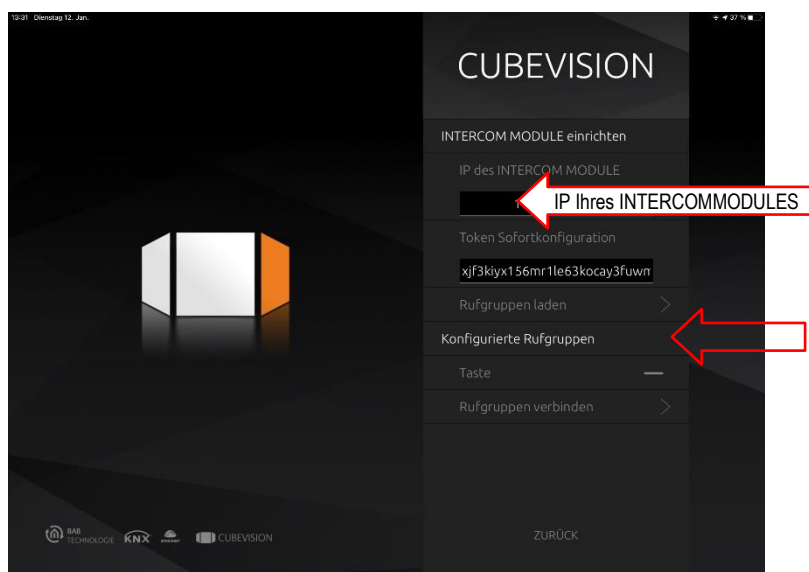 13:31 Dienstag 12. Jan.
37 %
CUBEVISION
INTERCOM MODULE einrichten
IP des INTERCOM MODULE
IP Ihres INTERCOMMODULES
Token Sofortkonfiguration
xjf3kiyx156mr1le63kocay3fuwm
Rufgruppen laden
Konfigurierte Rufgruppen
Taste
Rufgruppen verbinden
BAB
TECHNOLOGIE
KNX
CUBEVISION
ZURÜCK